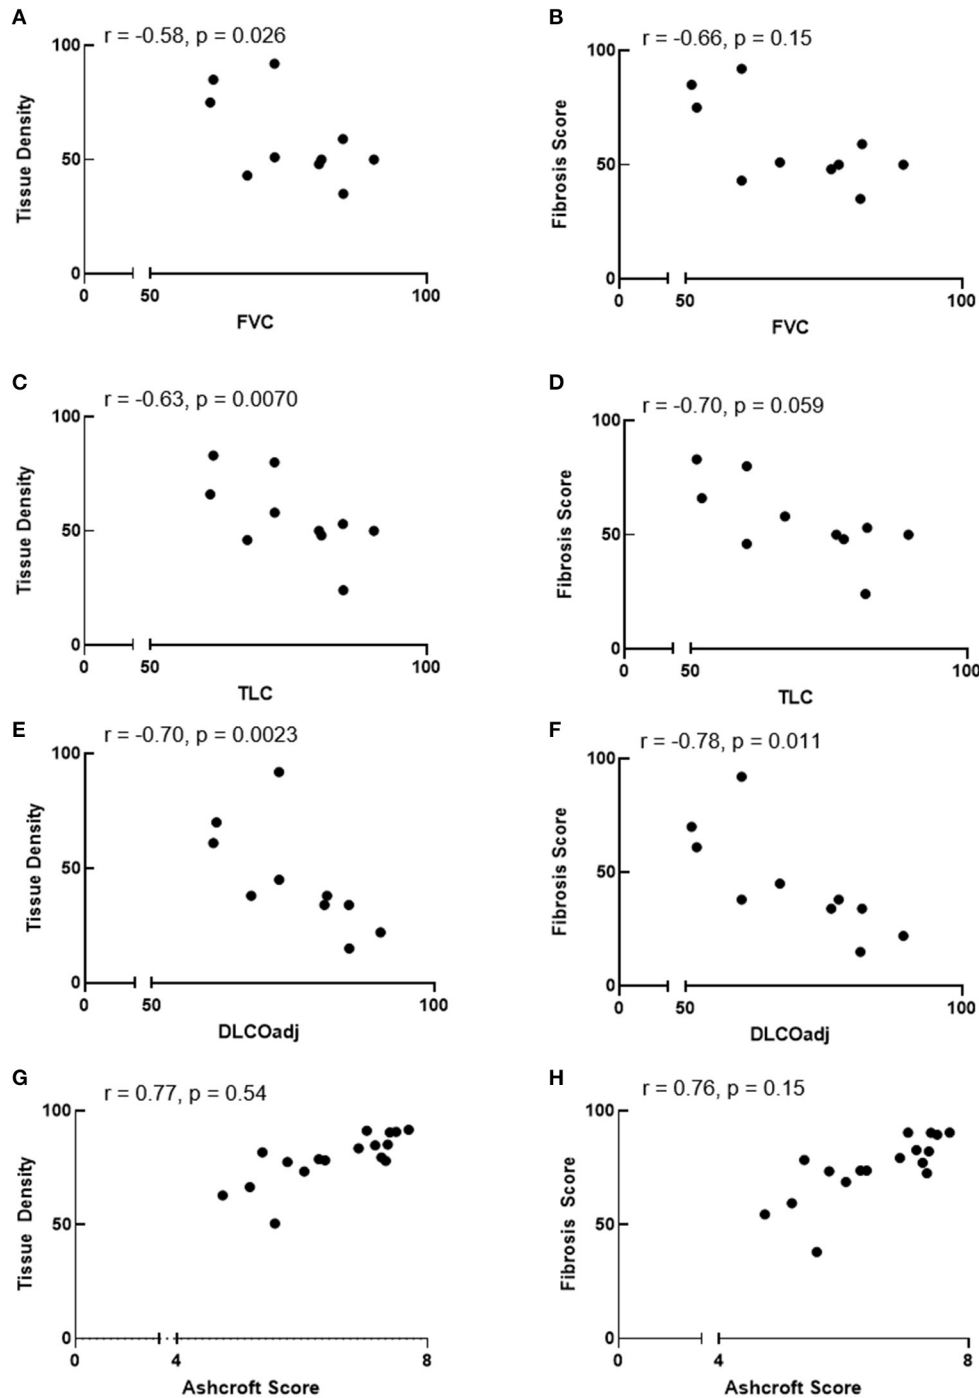 A
r = -0.58, p = 0.026
100
50
0
Tissue Density
0 50 100
FVC
B
r = -0.66, p = 0.15
100
50
0
Fibrosis Score
0 50 100
FVC
C
r = -0.63, p = 0.0070
100
50
0
Tissue Density
0 50 100
TLC
D
r = -0.70, p = 0.059
100
50
0
Fibrosis Score
0 50 100
TLC
E
r = -0.70, p = 0.0023
100
50
0
Tissue Density
0 50 100
DLCOadj
F
r = -0.78, p = 0.011
100
50
0
Fibrosis Score
0 50 100
DLCOadj
G
r = 0.77, p = 0.54
100
50
0
Tissue Density
0 4 8
Ashcroft Score
H
r = 0.76, p = 0.15
100
50
0
Fibrosis Score
0 4 8
Ashcroft Score